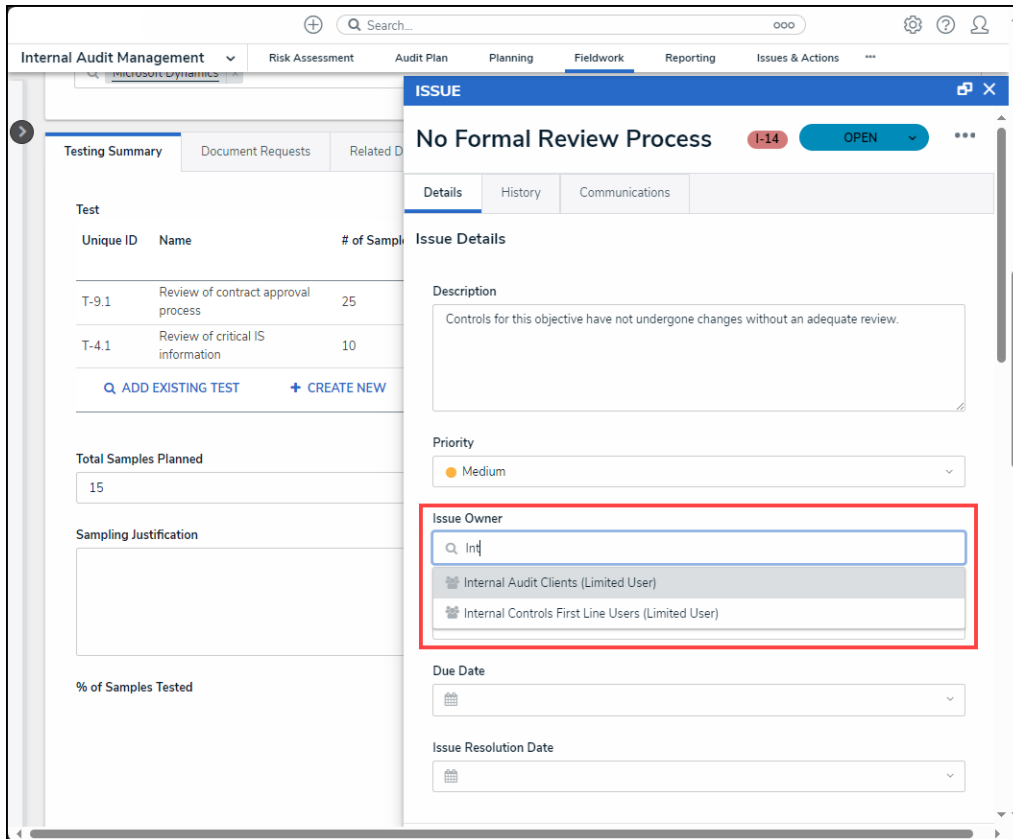 Search...
ooo
Internal Audit Management
Risk Assessment
Audit Plan
Planning
Fieldwork
Reporting
Issues & Actions
Microsoft Dynamics ×
ISSUE
No Formal Review Process
I-14
OPEN
Details
History
Communications
Issue Details
Description
Controls for this objective have not undergone changes without an adequate review.
Priority
Medium
Issue Owner
Int
Internal Audit Clients (Limited User)
Internal Controls First Line Users (Limited User)
Due Date
Issue Resolution Date
Testing Summary
Document Requests
Related D
Test
Unique ID
Name
# of Sample
T-9.1
Review of contract approval
process
25
T-4.1
Review of critical IS
information
10
ADD EXISTING TEST
+ CREATE NEW
Total Samples Planned
15
Sampling Justification
% of Samples Tested